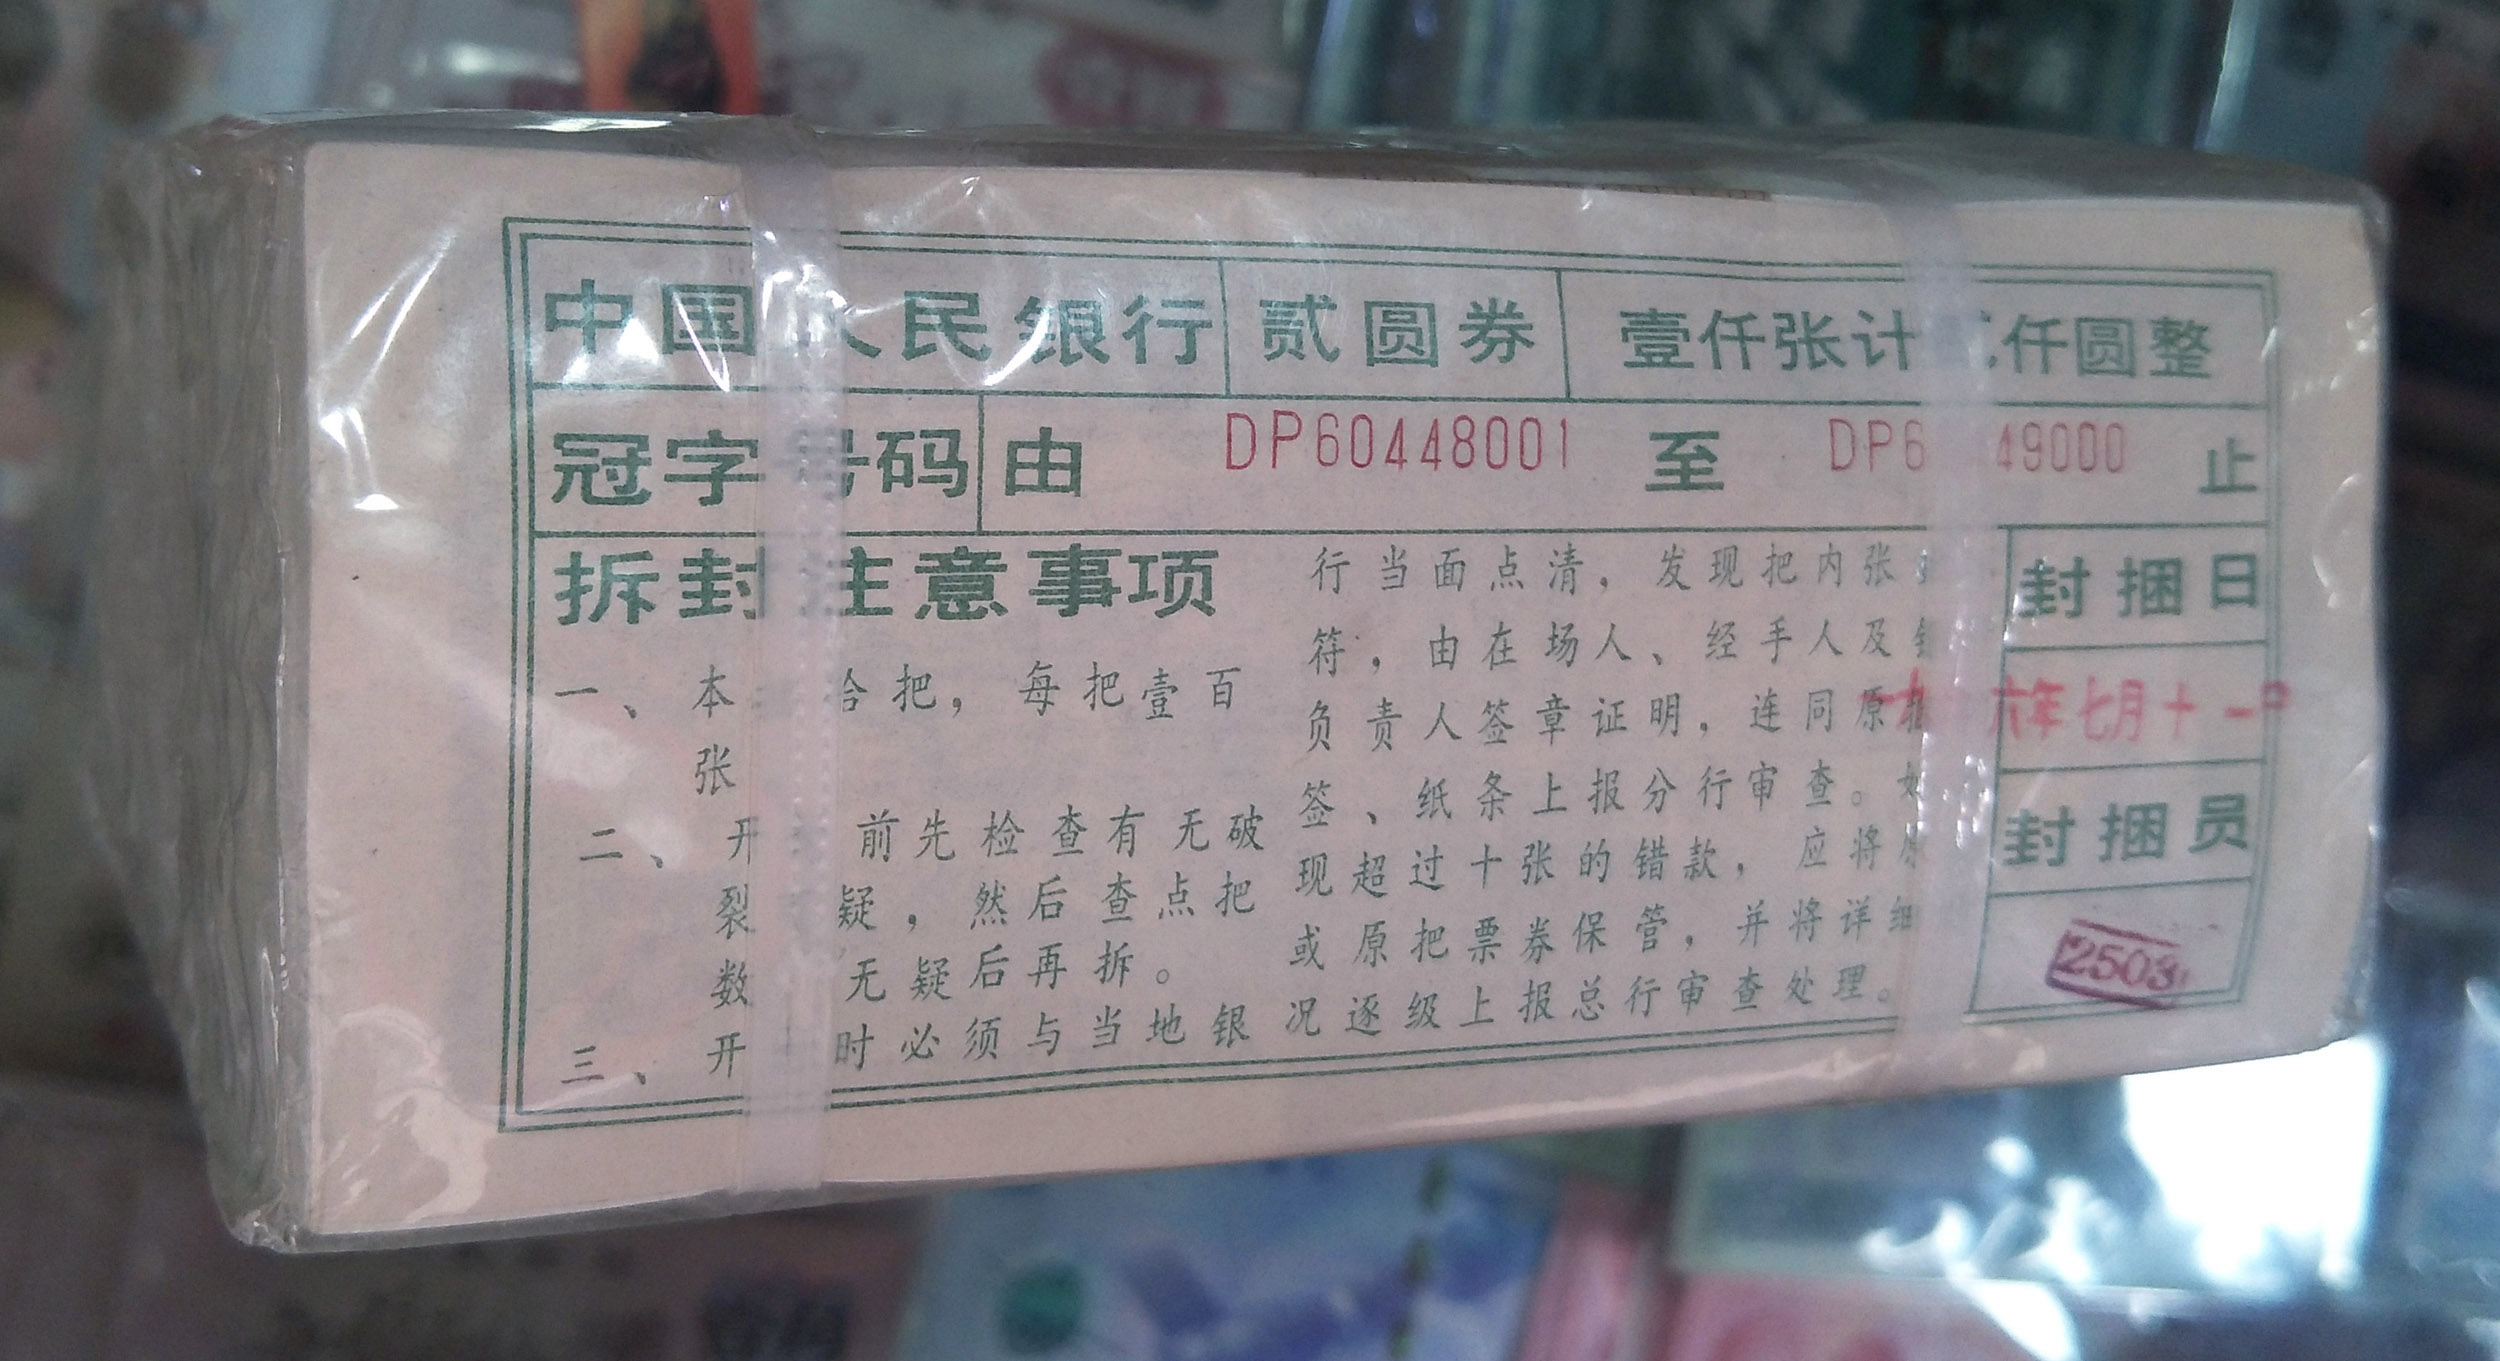 中国人民银行 贰圆券 壹仟张计 仟圆整
冠字号码 由 DP60448001 至 DP6 49000 止
拆封注意事项
一、本 拾把，每把壹百
张
二、开 前先检查有无破
裂 疑，然后查点把
数 无疑后再拆。
三、开 时必须与当地银
行当面点清，发现把内张
符，由在场人、经手人及
负责人签章证明，连同原
签、纸条上报分行审查。
现超过十张的错款，应将
或原把票券保管，并将详细
况逐级上报总行审查处理。
封捆日
六年七月十一日
封捆员
2503